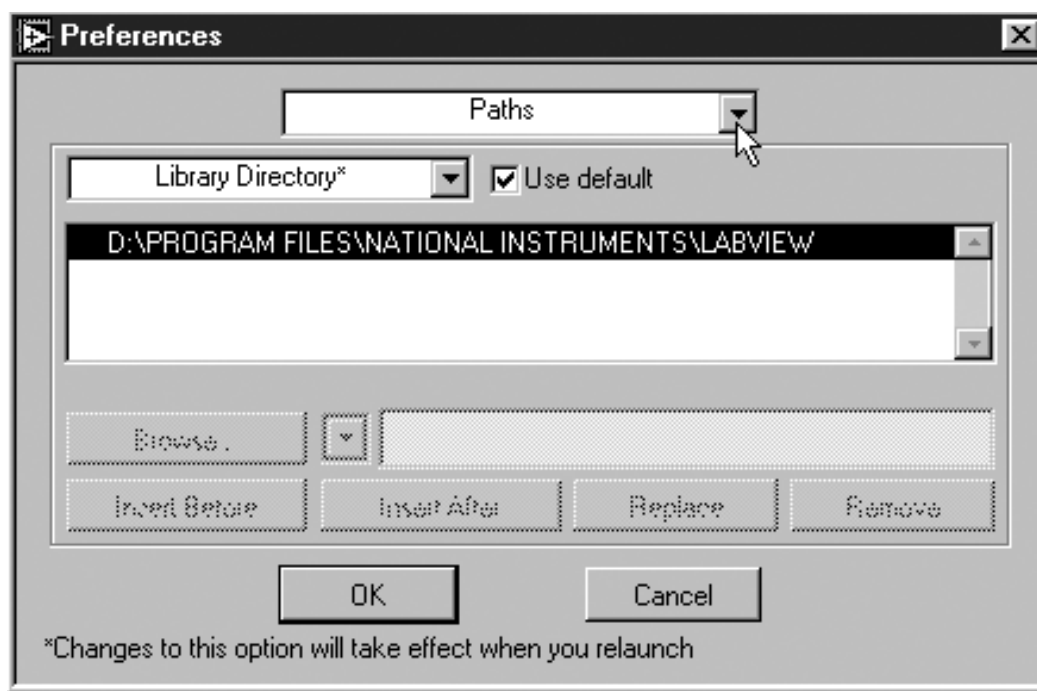 Preferences
Paths
Library Directory*
Use default
D:\PROGRAM FILES\NATIONAL INSTRUMENTS\LABVIEW
Browse...
Insert Before
Insert After
Replace
Remove
OK
Cancel
*Changes to this option will take effect when you relaunch